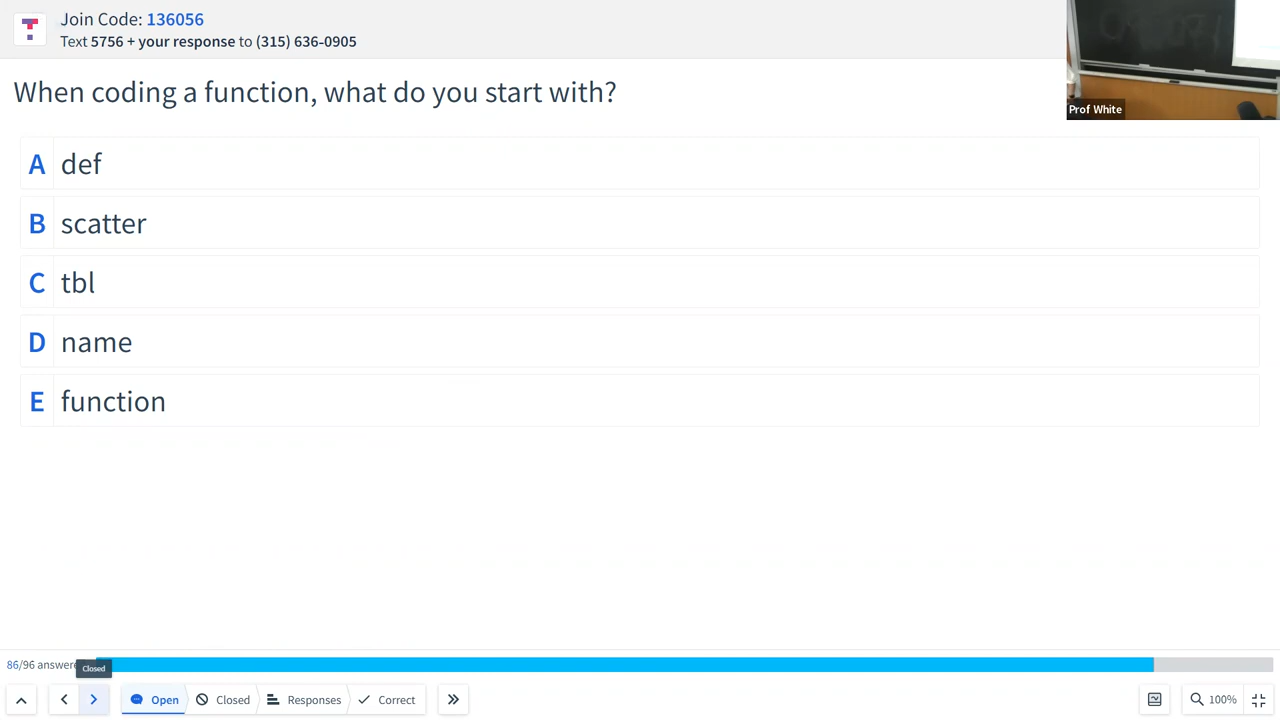 Join Code: 136056
Text 5756 + your response to (315) 636-0905
Prof White
When coding a function, what do you start with?
A def
B scatter
C tbl
D name
E function
86/96 answere
Closed
Open
Closed
Responses
Correct
100%